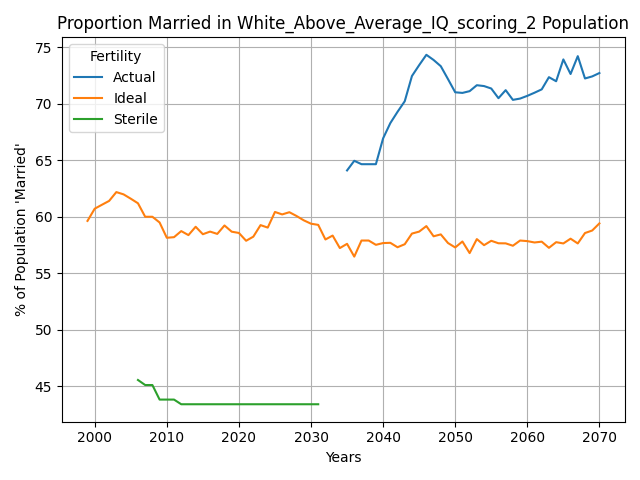 Proportion Married in White_Above_Average_IQ_scoring_2 Population
Fertility
Actual
Ideal
Sterile
% of Population 'Married'
75
70
65
60
55
50
45
2000 2010 2020 2030 2040 2050 2060 2070
Years